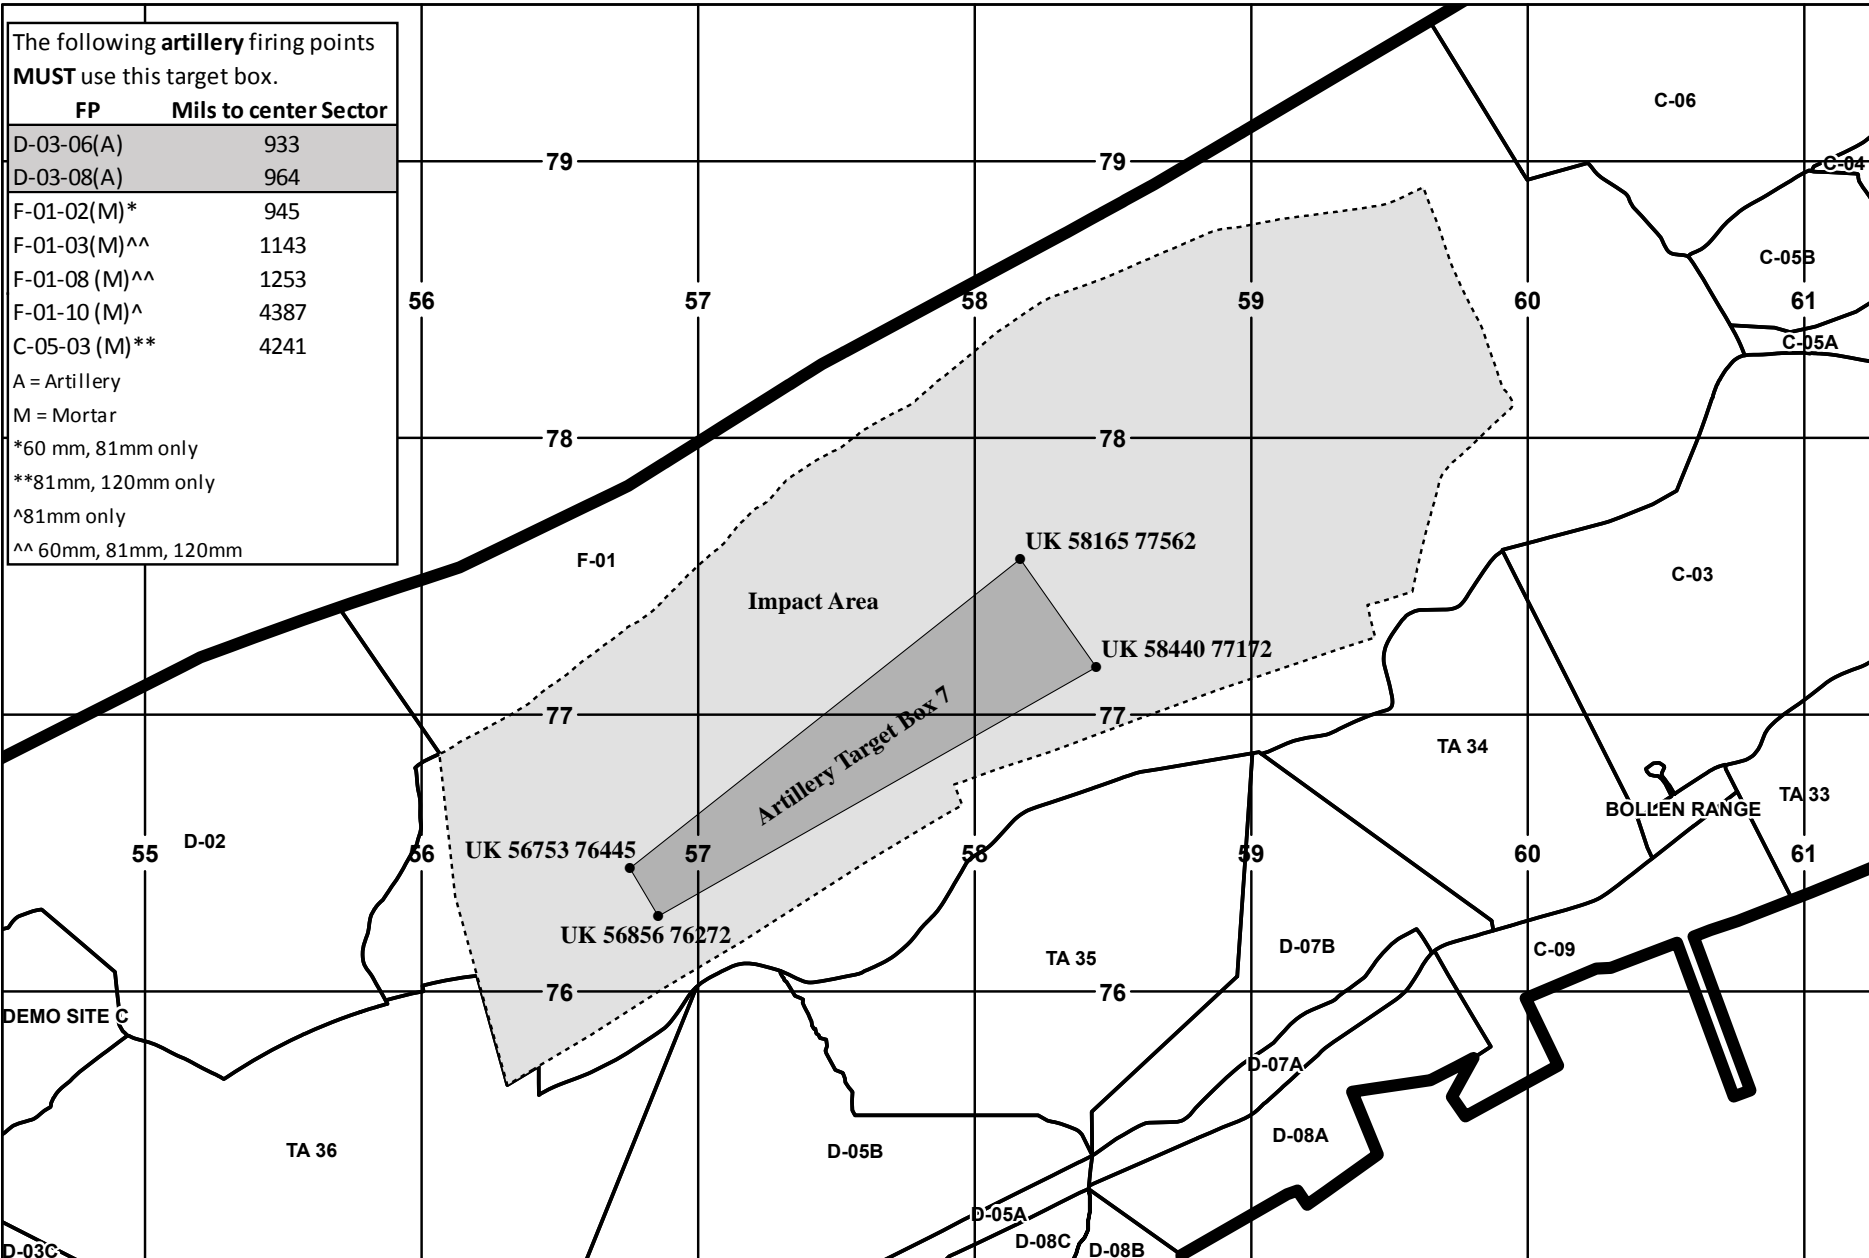 The following artillery firing points
MUST use this target box.
FP Mils to center Sector
D-03-06(A) 933
D-03-08(A) 964
F-01-02(M)* 945
F-01-03(M)^^ 1143
F-01-08 (M)^^ 1253
F-01-10 (M)^ 4387
C-05-03 (M)** 4241
A = Artillery
M = Mortar
*60 mm, 81mm only
**81mm, 120mm only
^81mm only
^^ 60mm, 81mm, 120mm
C-06
79 79
C-04
C-05B
56 57 58 59 60 61
C-05A
78 78
UK 58165 77562
F-01
C-03
Impact Area
UK 58440 77172
77 77
Artillery Target Box 7
TA 34
TA 33
BOLLEN RANGE
D-02
UK 56753 76445
55 56 57 58 59 60 61
UK 56856 76272
D-07B
C-09
TA 35
76 76
DEMO SITE C
D-07A
D-08A
TA 36
D-05B
D-05A
D-08C
D-08B
D-03C